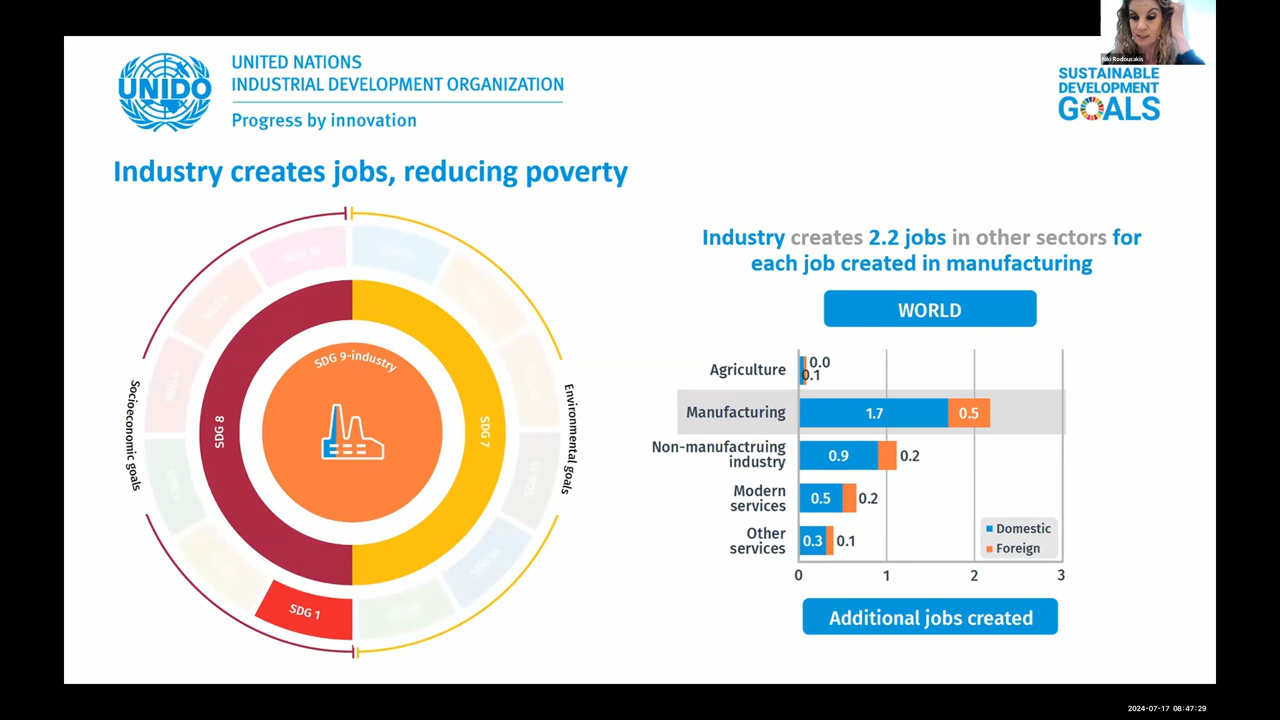 Niki Rodousakis
UNIDO
UNITED NATIONS
INDUSTRIAL DEVELOPMENT ORGANIZATION
Progress by innovation
SUSTAINABLE
DEVELOPMENT
GOALS
Industry creates jobs, reducing poverty
SDG 9-industry
SDG 8
SDG 7
SDG 1
Socioeconomic goals
Environmental goals
Industry creates 2.2 jobs in other sectors for
each job created in manufacturing
WORLD
Agriculture
0.0
0.1
Manufacturing
1.7
0.5
Non-manufactruing
industry
0.9
0.2
Modern
services
0.5
0.2
Other
services
0.3
0.1
Domestic
Foreign
0 1 2 3
Additional jobs created
2024-07-17 08:47:29